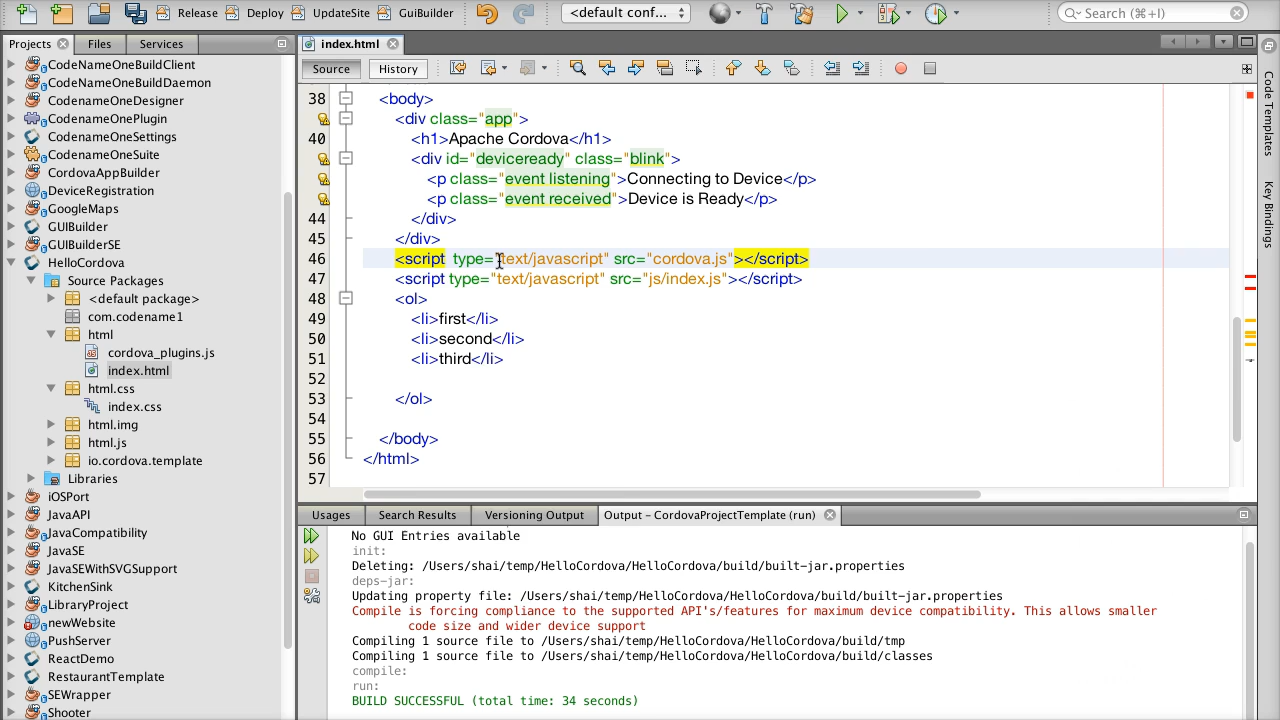 Release Deploy UpdateSite GuiBuilder <default conf... Search (⌘+I)
Projects Files Services index.html
Source History
CodeNameOneBuildClient
CodeNameOneBuildDaemon
CodenameOneDesigner
CodenameOnePlugin
CodenameOneSettings
CodenameOneSuite
CordovaAppBuilder
DeviceRegistration
GoogleMaps
GUIBuilder
GUIBuilderSE
HelloCordova
Source Packages
<default package>
com.codename1
html
cordova_plugins.js
index.html
html.css
index.css
html.img
html.js
io.cordova.template
Libraries
iOSPort
JavaAPI
JavaCompatibility
JavaSE
JavaSEWithSVGSupport
KitchenSink
LibraryProject
newWebsite
PushServer
ReactDemo
RestaurantTemplate
SEWrapper
Shooter
38 <body>
<div class="app">
40 <h1>Apache Cordova</h1>
<div id="deviceready" class="blink">
<p class="event listening">Connecting to Device</p>
<p class="event received">Device is Ready</p>
44 </div>
45 </div>
46 <script  type="text/javascript" src="cordova.js"></script>
47 <script type="text/javascript" src="js/index.js"></script>
48 <ol>
49 <li>first</li>
50 <li>second</li>
51 <li>third</li>
52
53 </ol>
54
55 </body>
56 </html>
57
Code Templates
Key Bindings
Usages Search Results Versioning Output Output – CordovaProjectTemplate (run)
No GUI Entries available
init:
Deleting: /Users/shai/temp/HelloCordova/HelloCordova/build/built-jar.properties
deps-jar:
Updating property file: /Users/shai/temp/HelloCordova/HelloCordova/build/built-jar.properties
Compile is forcing compliance to the supported API's/features for maximum device compatibility. This allows smaller
code size and wider device support
Compiling 1 source file to /Users/shai/temp/HelloCordova/HelloCordova/build/tmp
Compiling 1 source file to /Users/shai/temp/HelloCordova/HelloCordova/build/classes
compile:
run:
BUILD SUCCESSFUL (total time: 34 seconds)